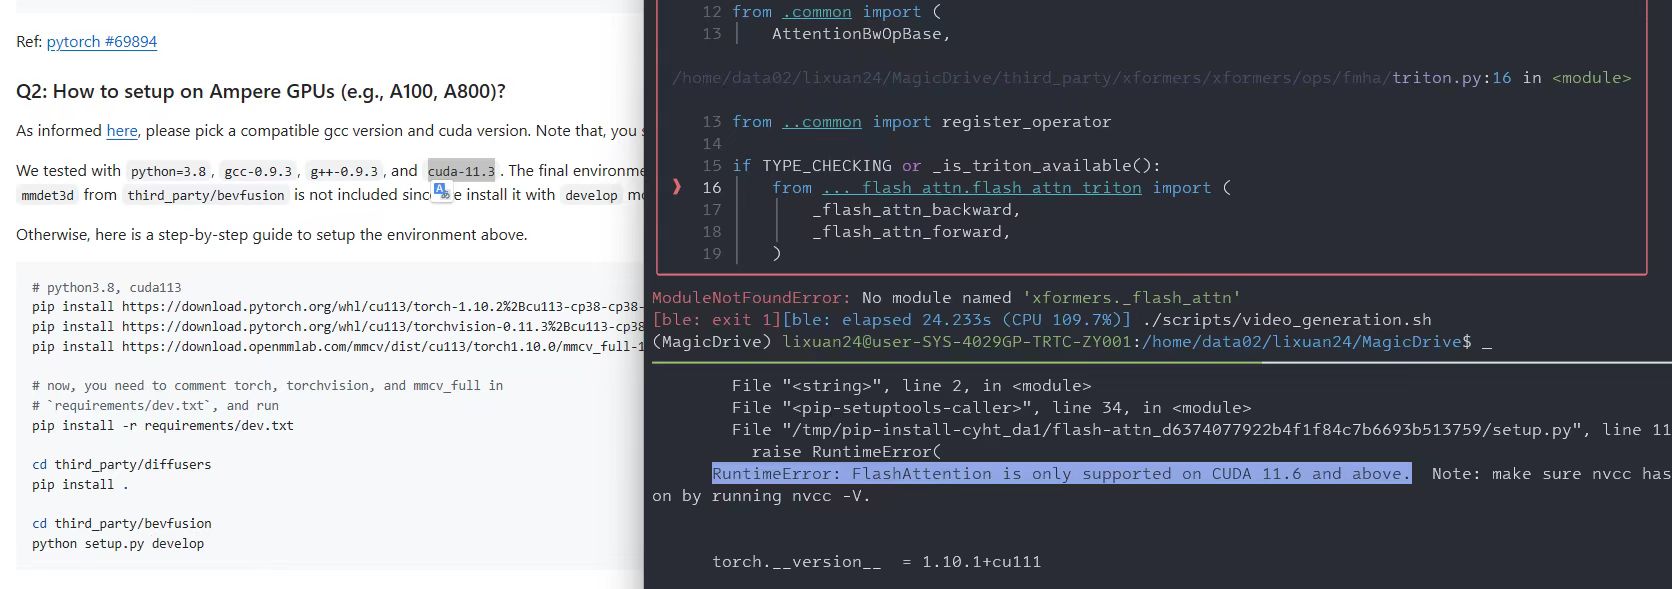 Ref: pytorch #69894
Q2: How to setup on Ampere GPUs (e.g., A100, A800)?
As informed here, please pick a compatible gcc version and cuda version. Note that, you
We tested with python=3.8, gcc-0.9.3, g++-0.9.3, and cuda-11.3. The final environme
mmdet3d from third_party/bevfusion is not included sinc e install it with develop m
Otherwise, here is a step-by-step guide to setup the environment above.
# python3.8, cuda113
pip install https://download.pytorch.org/whl/cu113/torch-1.10.2%2Bcu113-cp38-cp38-
pip install https://download.pytorch.org/whl/cu113/torchvision-0.11.3%2Bcu113-cp38
pip install https://download.openmmlab.com/mmcv/dist/cu113/torch1.10.0/mmcv_full-1
# now, you need to comment torch, torchvision, and mmcv_full in
# `requirements/dev.txt`, and run
pip install -r requirements/dev.txt
cd third_party/diffusers
pip install .
cd third_party/bevfusion
python setup.py develop
12 from .common import (
13 AttentionBwOpBase,
/home/data02/lixuan24/MagicDrive/third_party/xformers/xformers/ops/fmha/triton.py:16 in <module>
13 from ..common import register_operator
14
15 if TYPE_CHECKING or _is_triton_available():
❱ 16 from ..._flash_attn.flash_attn_triton import (
17 _flash_attn_backward,
18 _flash_attn_forward,
19 )
ModuleNotFoundError: No module named 'xformers._flash_attn'
[ble: exit 1][ble: elapsed 24.233s (CPU 109.7%)] ./scripts/video_generation.sh
(MagicDrive) lixuan24@user-SYS-4029GP-TRTC-ZY001:/home/data02/lixuan24/MagicDrive$ _
File "<string>", line 2, in <module>
File "<pip-setuptools-caller>", line 34, in <module>
File "/tmp/pip-install-cyht_da1/flash-attn_d6374077922b4f1f84c7b6693b513759/setup.py", line 11
raise RuntimeError(
RuntimeError: FlashAttention is only supported on CUDA 11.6 and above.  Note: make sure nvcc has
on by running nvcc -V.
torch.__version__  = 1.10.1+cu111